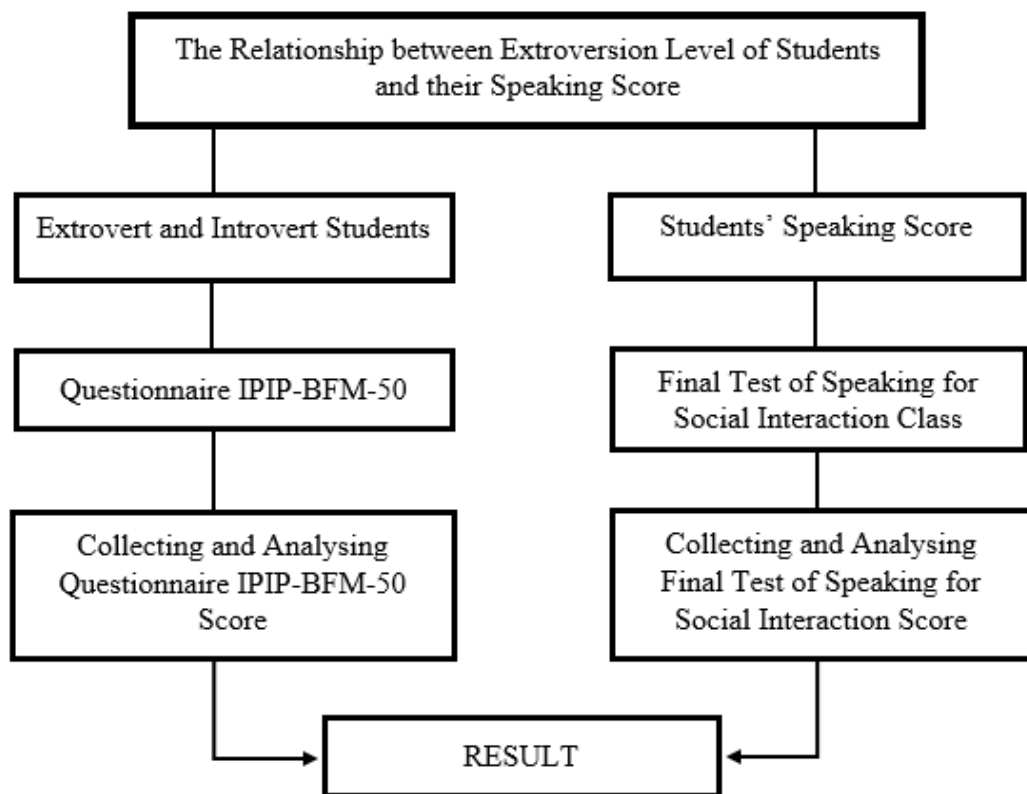 The Relationship between Extroversion Level of Students
and their Speaking Score
Extrovert and Introvert Students
Students’ Speaking Score
Questionnaire IPIP-BFM-50
Final Test of Speaking for
Social Interaction Class
Collecting and Analysing
Questionnaire IPIP-BFM-50
Score
Collecting and Analysing
Final Test of Speaking for
Social Interaction Score
RESULT